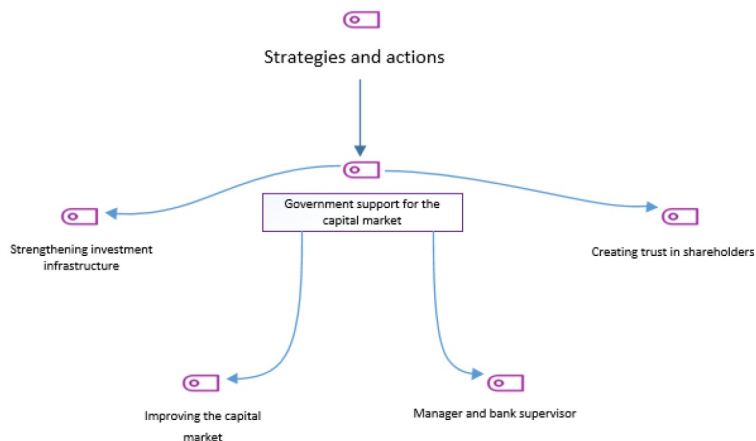 Strategies and actions
Government support for the
capital market
Strengthening investment
infrastructure
Creating trust in shareholders
Improving the capital
market
Manager and bank supervisor